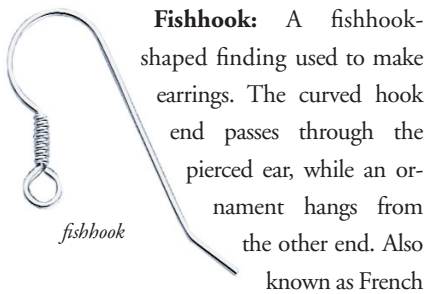 Fishhook: A fishhook-
shaped finding used to make
earrings. The curved hook
end passes through the
pierced ear, while an or-
nament hangs from
the other end. Also
known as French
fishhook